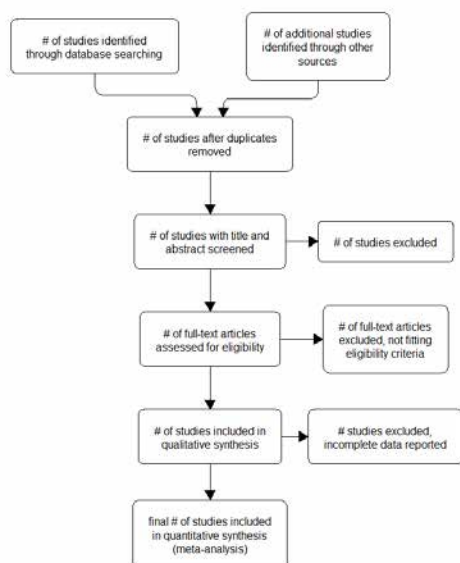 # of studies identified
through database searching
# of additional studies
identified through other
sources
# of studies after duplicates
removed
# of studies with title and
abstract screened
# of studies excluded
# of full-text articles
assessed for eligibility
# of full-text articles
excluded, not fitting
eligibility criteria
# of studies included in
qualitative synthesis
# studies excluded,
incomplete data reported
final # of studies included
in quantitative synthesis
(meta-analysis)